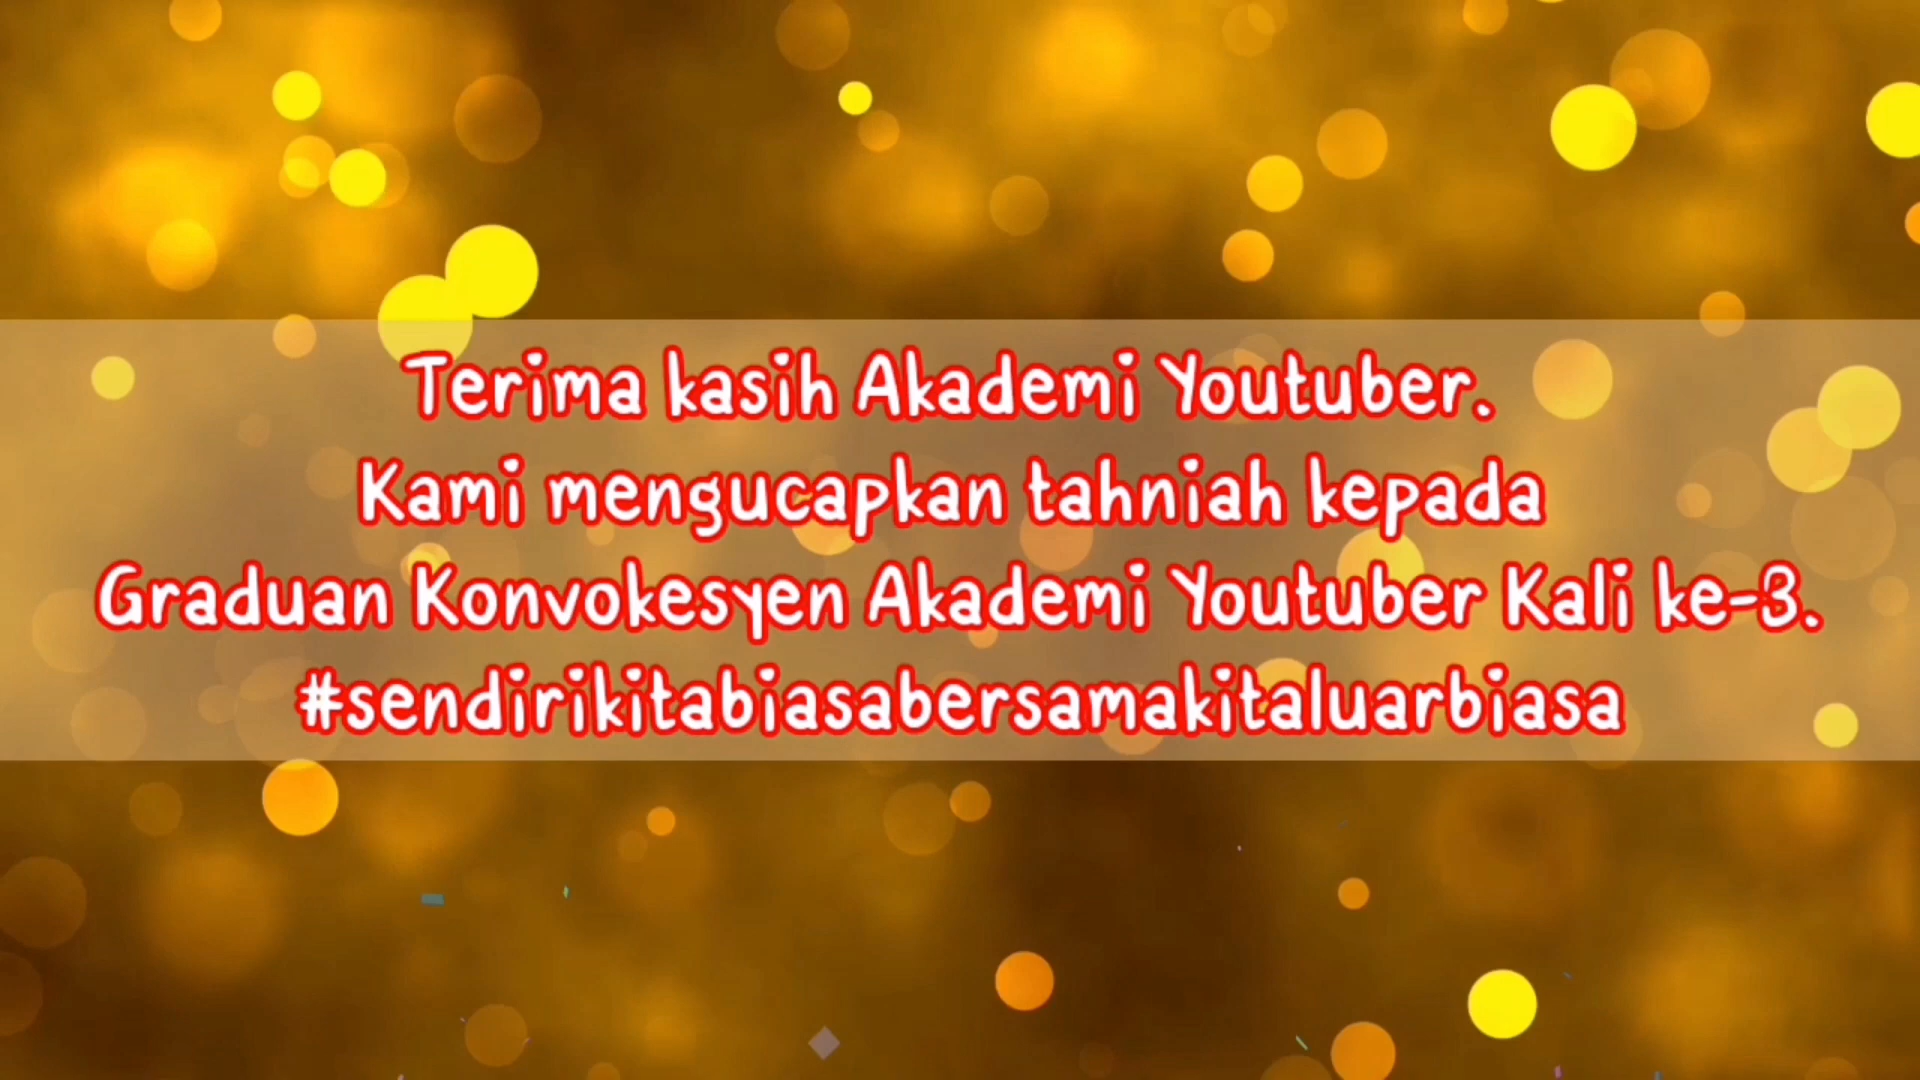 Terima kasih Akademi Youtuber.
Kami mengucapkan tahniah kepada
Graduan Konvokesyen Akademi Youtuber Kali ke-3.
#sendirikitabiasabersamakitaluarbiasa